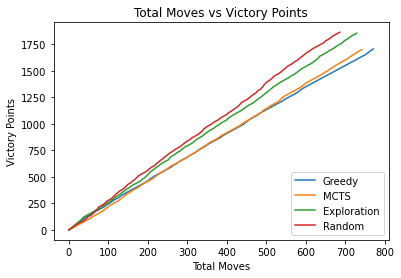 Total Moves vs Victory Points
Victory Points
1750
1500
1250
1000
750
500
250
0
0 100 200 300 400 500 600 700 800
Total Moves
Greedy
MCTS
Exploration
Random